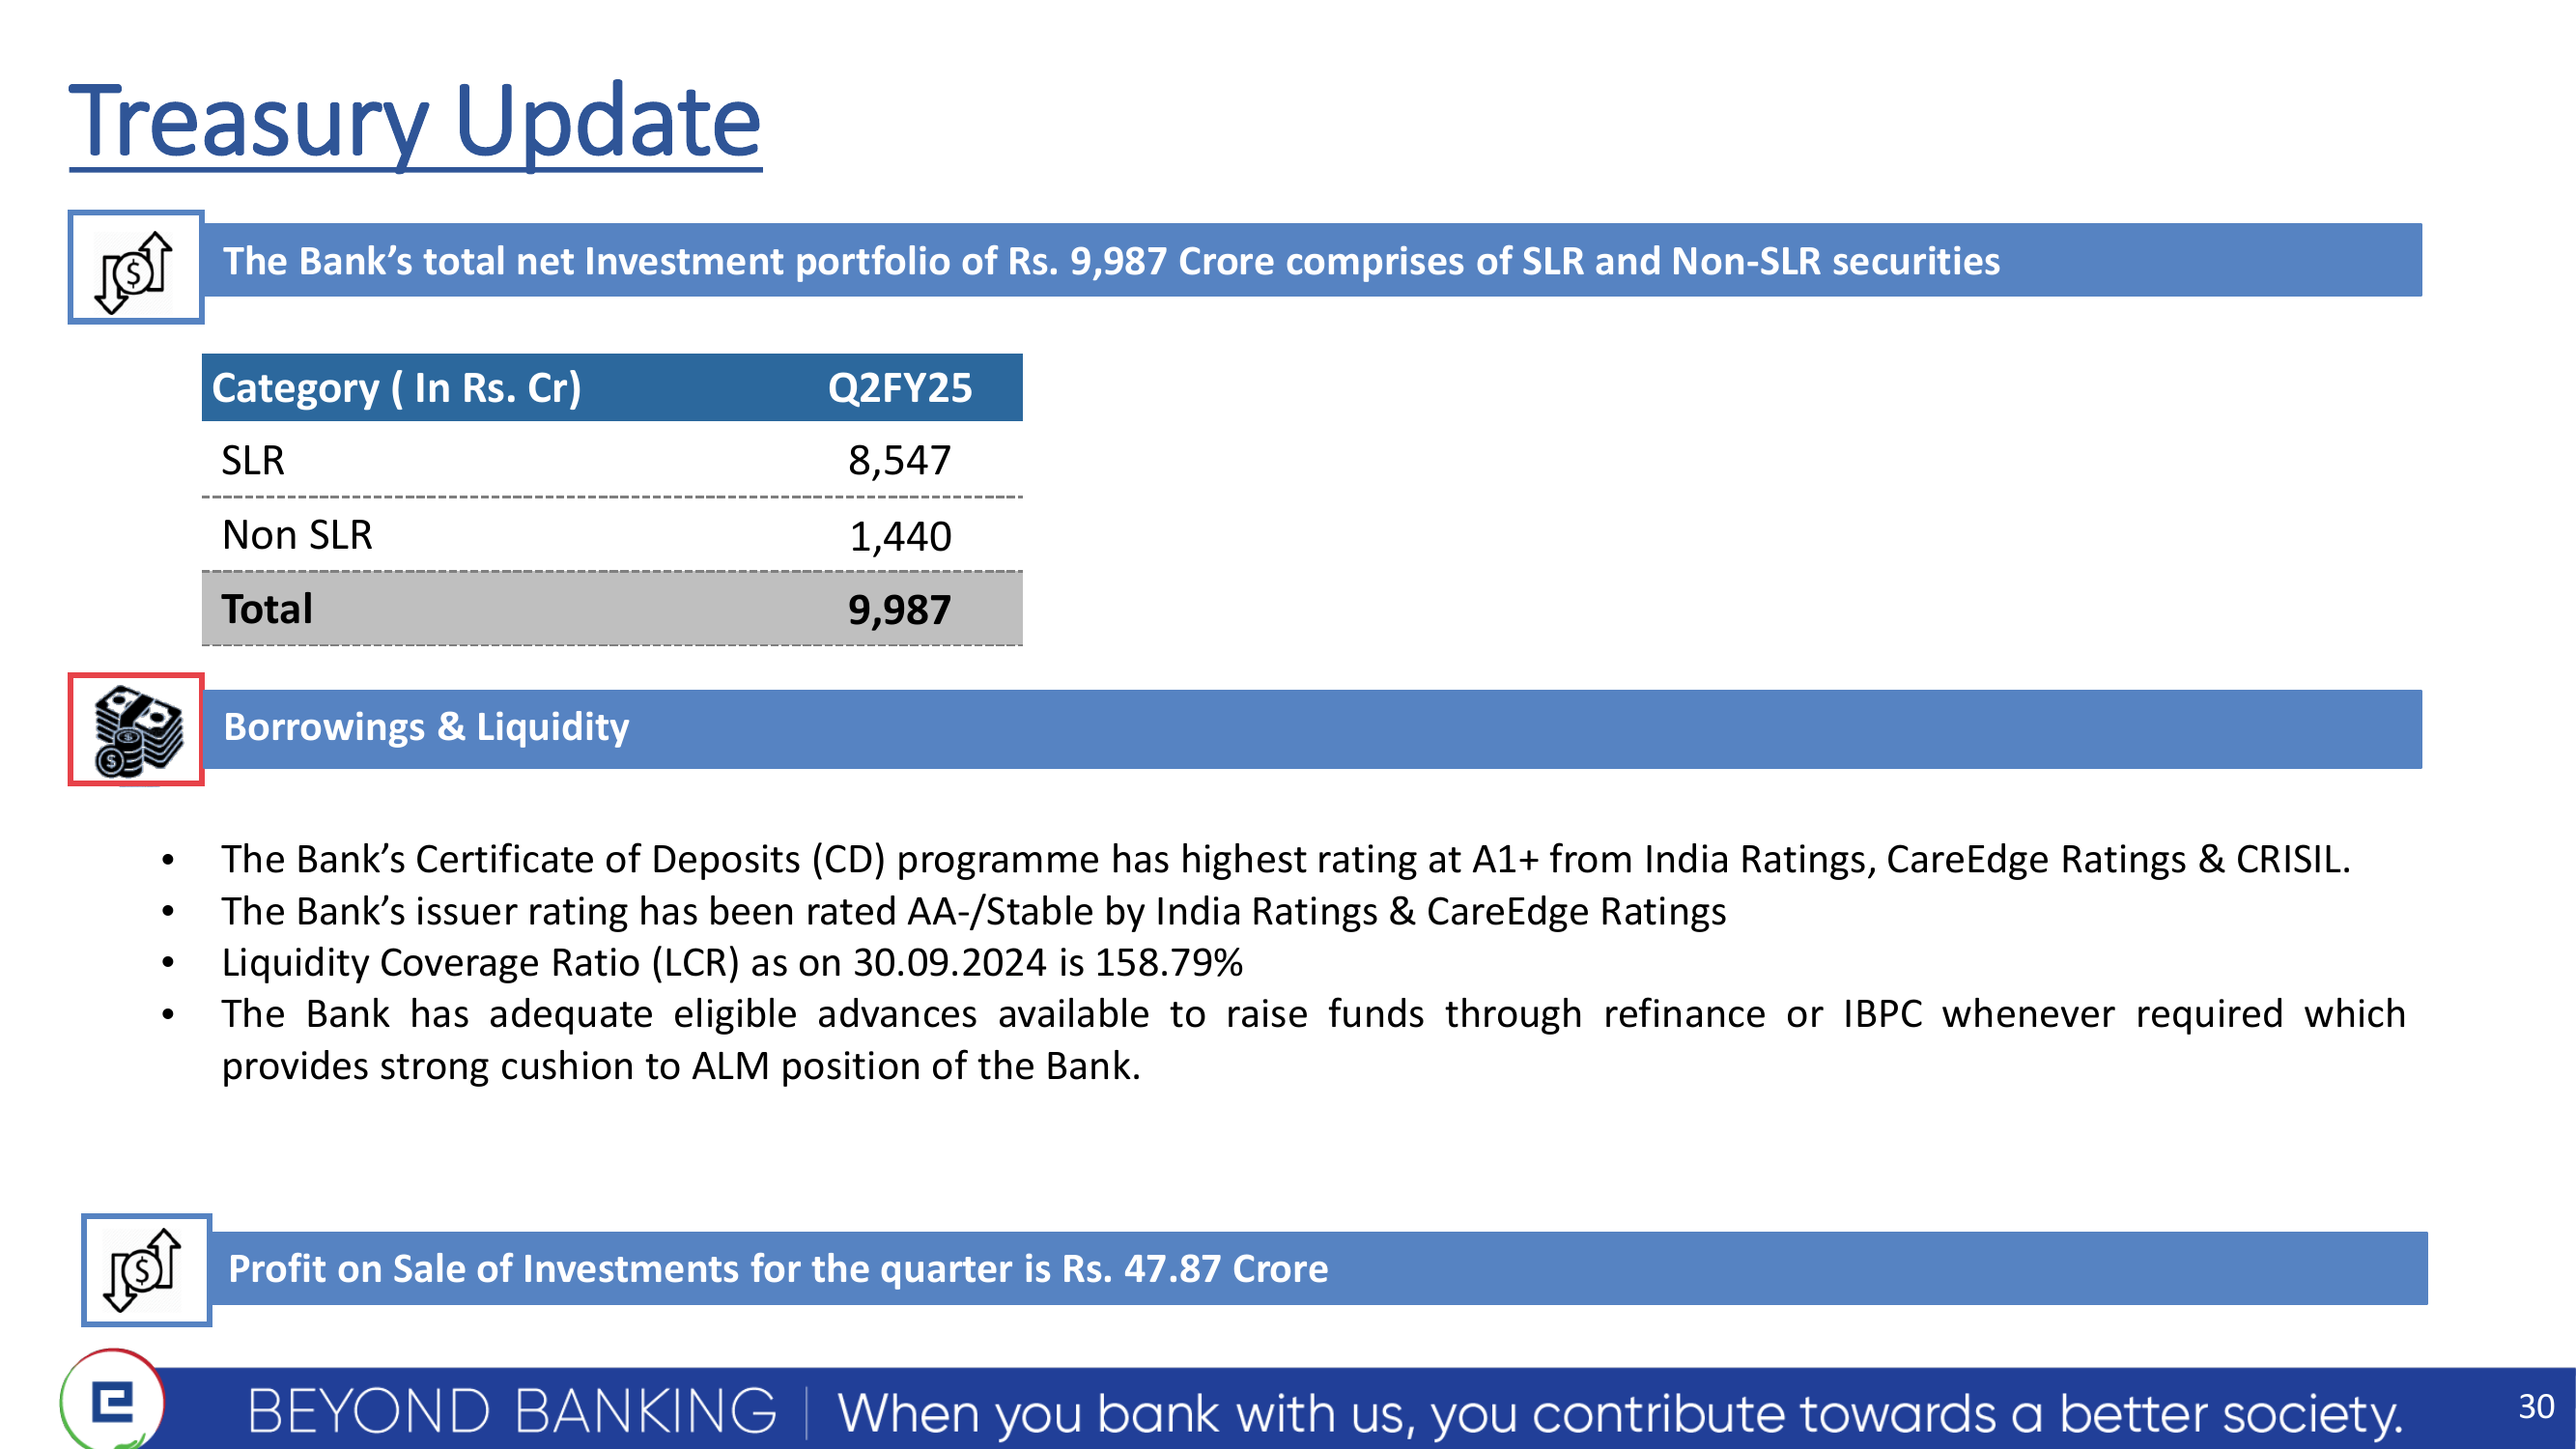 Treasury Update
The Bank’s total net Investment portfolio of Rs. 9,987 Crore comprises of SLR and Non-SLR securities
Category ( In Rs. Cr) Q2FY25
SLR 8,547
Non SLR 1,440
Total 9,987
Borrowings & Liquidity
• The Bank’s Certificate of Deposits (CD) programme has highest rating at A1+ from India Ratings, CareEdge Ratings & CRISIL.
• The Bank’s issuer rating has been rated AA-/Stable by India Ratings & CareEdge Ratings
• Liquidity Coverage Ratio (LCR) as on 30.09.2024 is 158.79%
• The Bank has adequate eligible advances available to raise funds through refinance or IBPC whenever required which
provides strong cushion to ALM position of the Bank.
Profit on Sale of Investments for the quarter is Rs. 47.87 Crore
BEYOND BANKING | When you bank with us, you contribute towards a better society.
30